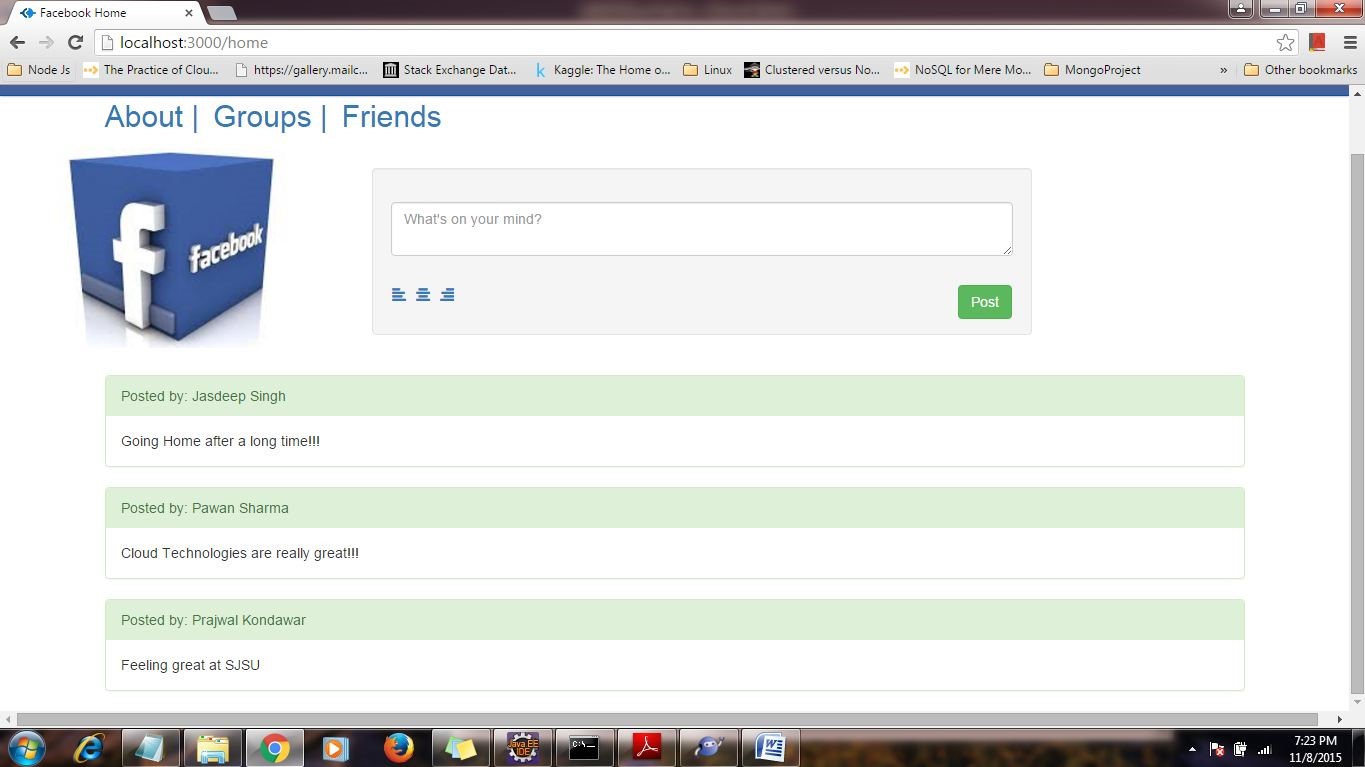 Facebook Home
localhost:3000/home
Node Js
The Practice of Clou...
https://gallery.mailc...
Stack Exchange Dat...
Kaggle: The Home o...
Linux
Clustered versus No...
NoSQL for Mere Mo...
MongoProject
»
Other bookmarks
About | Groups | Friends
f
facebook
What's on your mind?
Post
Posted by: Jasdeep Singh
Going Home after a long time!!!
Posted by: Pawan Sharma
Cloud Technologies are really great!!!
Posted by: Prajwal Kondawar
Feeling great at SJSU
Java EE
IDE
C:\_
7:23 PM
11/8/2015